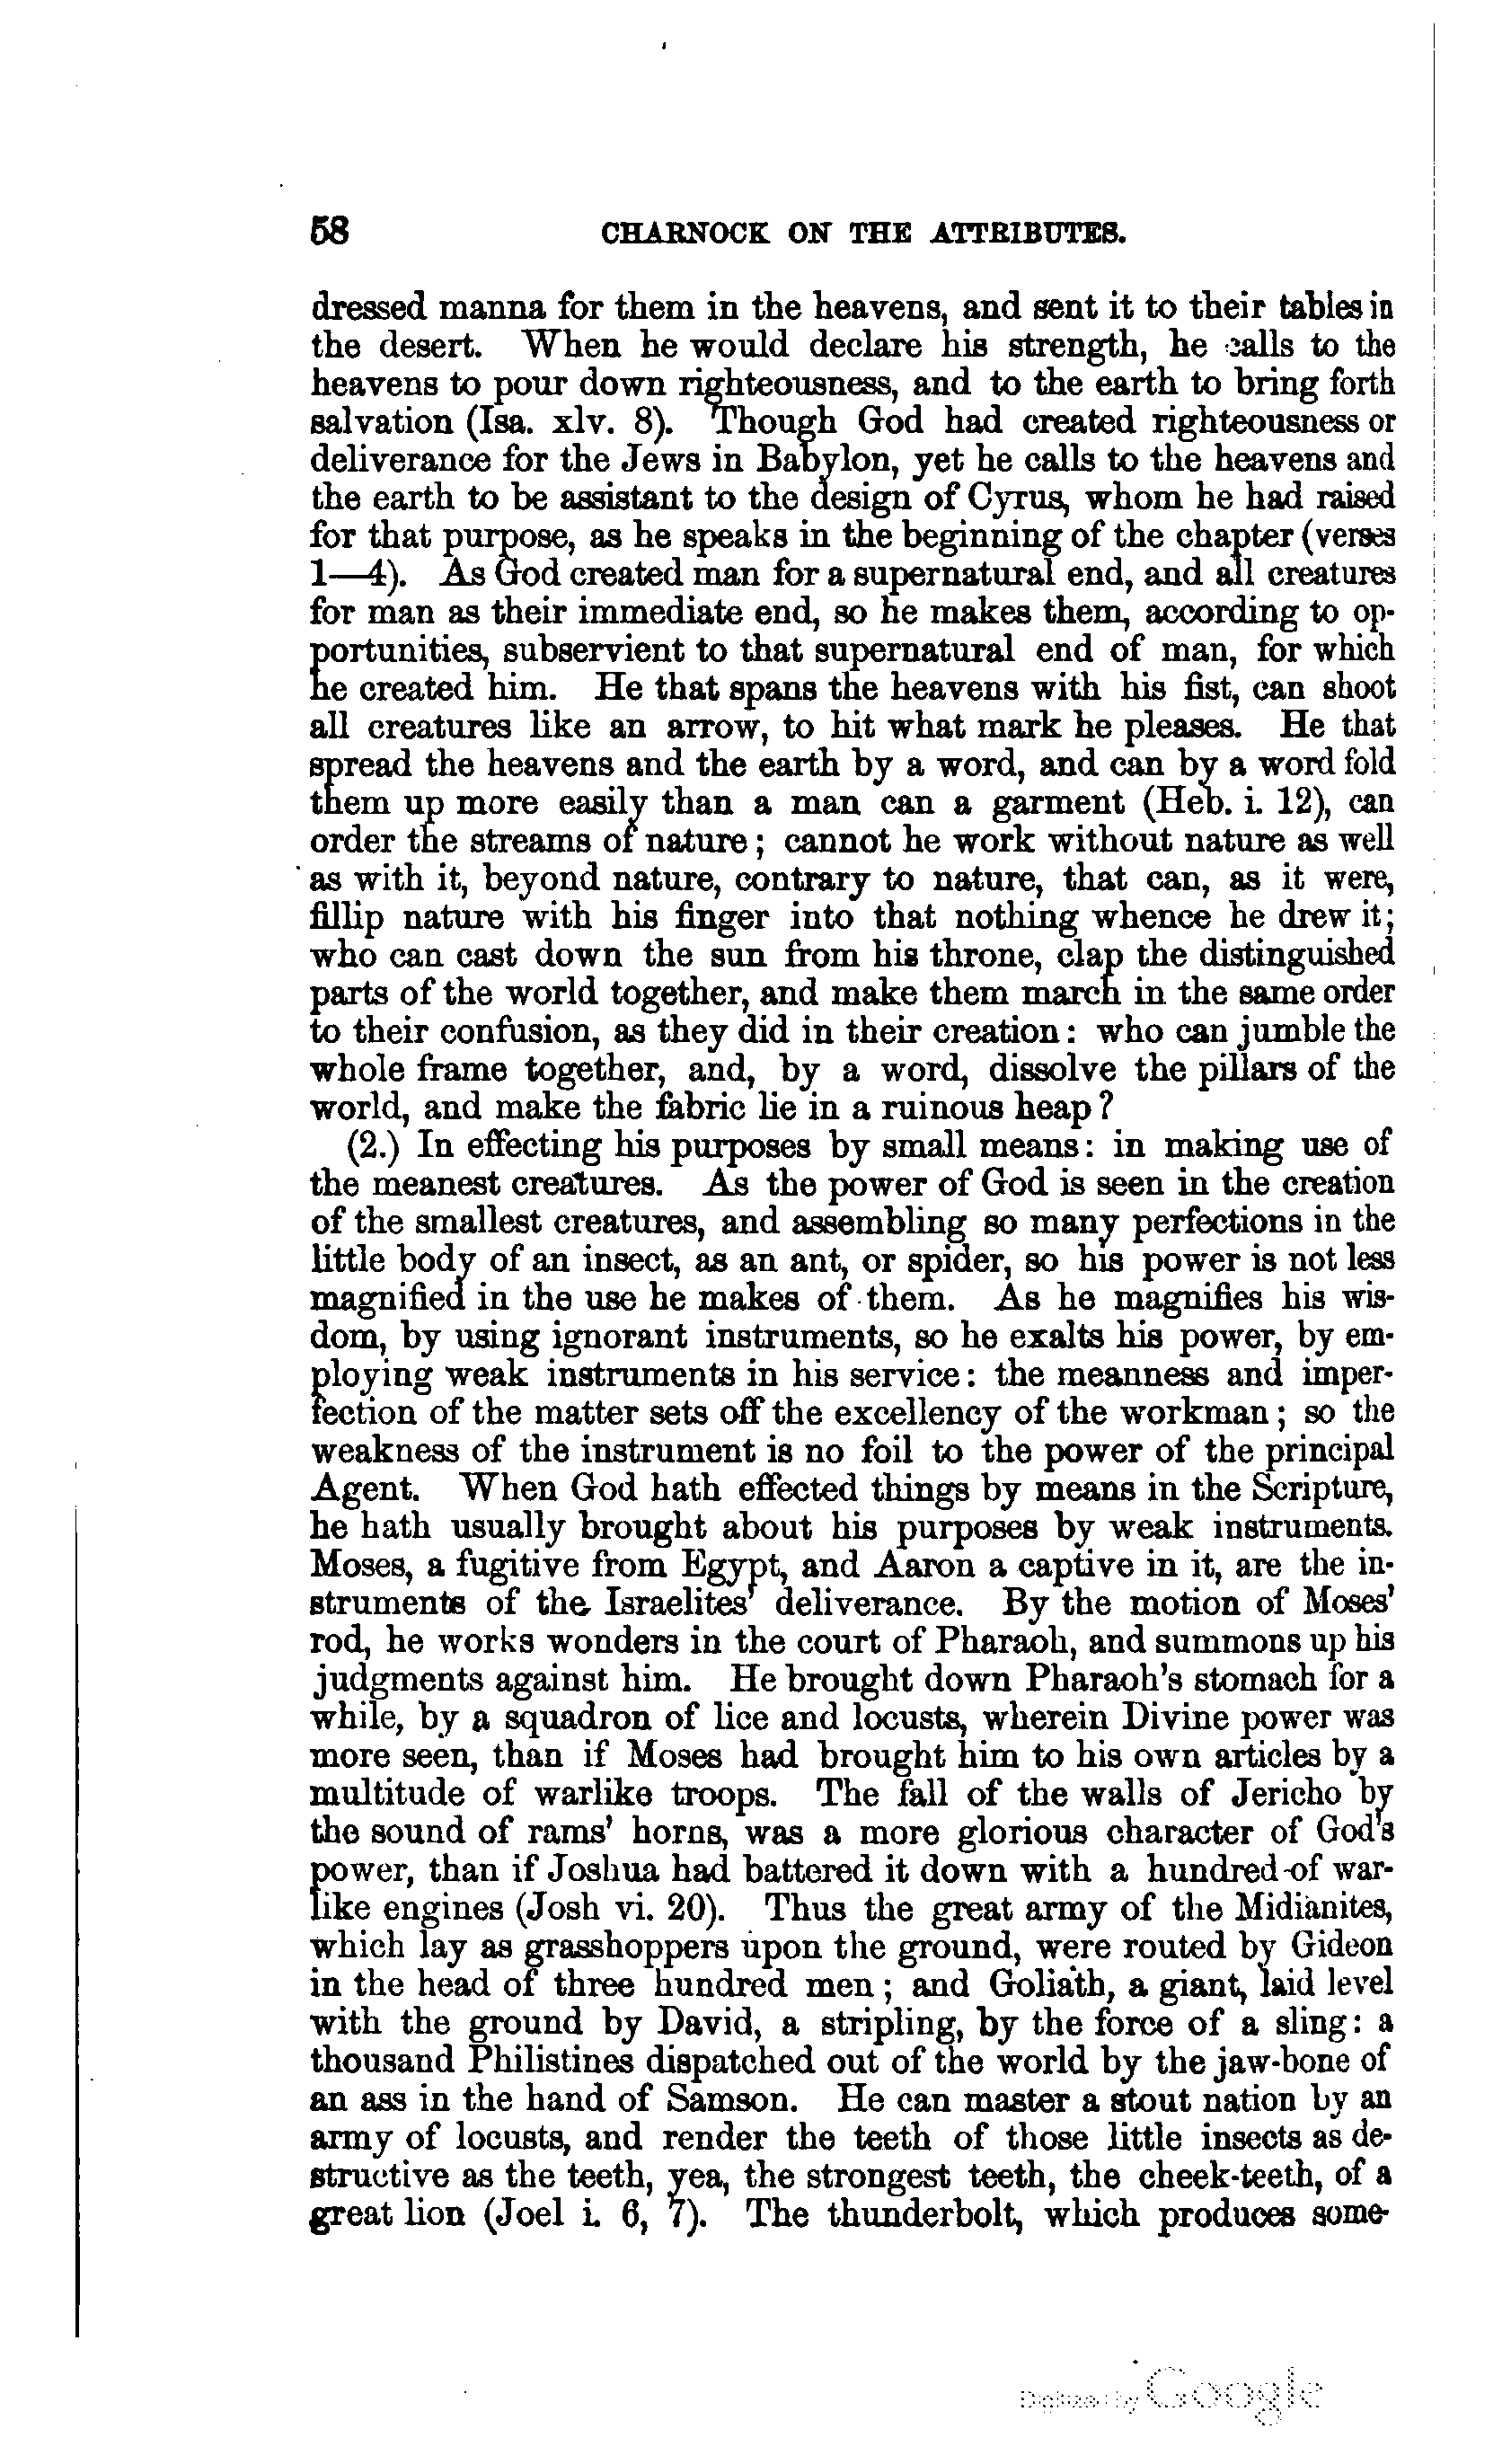 58 CHARNOCK ON THE ATTRIBUTES.
dressed manna for them in the heavens, and sent it to their tables in
the desert. When he would declare his strength, he calls to the
heavens to pour down righteousness, and to the earth to bring forth
salvation (Isa. xlv. 8). Though God had created righteousness or
deliverance for the Jews in Babylon, yet he calls to the heavens and
the earth to be assistant to the design of Cyrus, whom he had raised
for that purpose, as he speaks in the beginning of the chapter (verses
1—4). As God created man for a supernatural end, and all creatures
for man as their immediate end, so he makes them, according to op-
portunities, subservient to that supernatural end of man, for which
he created him. He that spans the heavens with his fist, can shoot
all creatures like an arrow, to hit what mark he pleases. He that
spread the heavens and the earth by a word, and can by a word fold
them up more easily than a man can a garment (Heb. i. 12), can
order the streams of nature; cannot he work without nature as well
as with it, beyond nature, contrary to nature, that can, as it were,
fillip nature with his finger into that nothing whence he drew it;
who can cast down the sun from his throne, clap the distinguished
parts of the world together, and make them march in the same order
to their confusion, as they did in their creation: who can jumble the
whole frame together, and, by a word, dissolve the pillars of the
world, and make the fabric lie in a ruinous heap?
(2.) In effecting his purposes by small means: in making use of
the meanest creatures. As the power of God is seen in the creation
of the smallest creatures, and assembling so many perfections in the
little body of an insect, as an ant, or spider, so his power is not less
magnified in the use he makes of them. As he magnifies his wis-
dom, by using ignorant instruments, so he exalts his power, by em-
ploying weak instruments in his service: the meanness and imper-
fection of the matter sets off the excellency of the workman; so the
weakness of the instrument is no foil to the power of the principal
Agent. When God hath effected things by means in the Scripture,
he hath usually brought about his purposes by weak instruments.
Moses, a fugitive from Egypt, and Aaron a captive in it, are the in-
struments of the Israelites' deliverance. By the motion of Moses'
rod, he works wonders in the court of Pharaoh, and summons up his
judgments against him. He brought down Pharaoh's stomach for a
while, by a squadron of lice and locusts, wherein Divine power was
more seen, than if Moses had brought him to his own articles by a
multitude of warlike troops. The fall of the walls of Jericho by
the sound of rams' horns, was a more glorious character of God's
power, than if Joshua had battered it down with a hundred of war-
like engines (Josh vi. 20). Thus the great army of the Midianites,
which lay as grasshoppers upon the ground, were routed by Gideon
in the head of three hundred men; and Goliath, a giant, laid level
with the ground by David, a stripling, by the force of a sling: a
thousand Philistines dispatched out of the world by the jaw-bone of
an ass in the hand of Samson. He can master a stout nation by an
army of locusts, and render the teeth of those little insects as de-
structive as the teeth, yea, the strongest teeth, the cheek-teeth, of a
great lion (Joel i. 6, 7). The thunderbolt, which produces some-
Digitized by Google